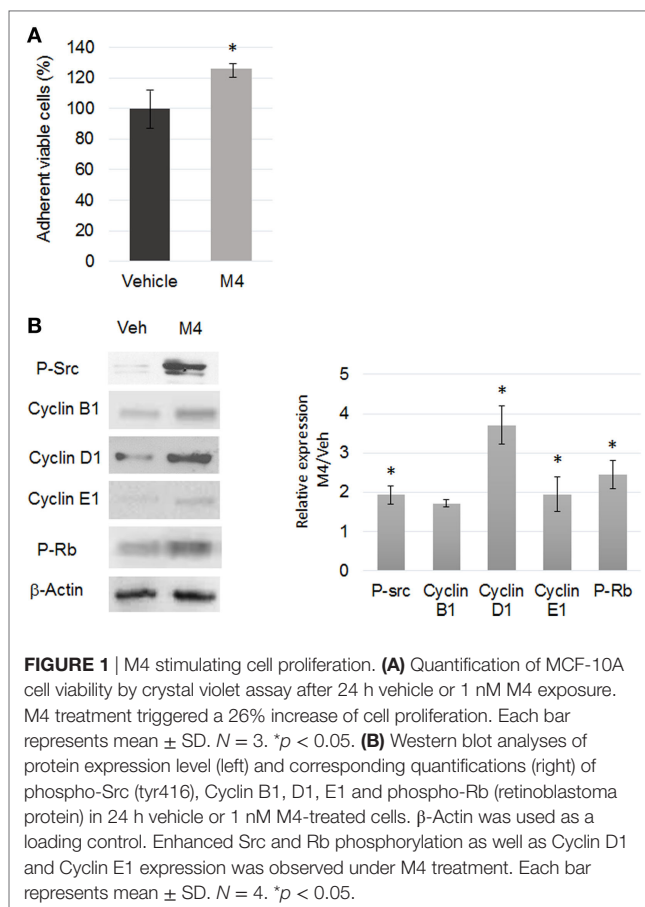 A
*
140
120
100
80
60
40
20
0
Adherent viable cells (%)
Vehicle
M4
B
Veh
M4
P-Src
Cyclin B1
Cyclin D1
Cyclin E1
P-Rb
β-Actin
Relative expression
M4/Veh
5
4
3
2
1
0
*
*
*
*
P-src
Cyclin
B1
Cyclin
D1
Cyclin
E1
P-Rb
FIGURE 1 | M4 stimulating cell proliferation. (A) Quantification of MCF-10A
cell viability by crystal violet assay after 24 h vehicle or 1 nM M4 exposure.
M4 treatment triggered a 26% increase of cell proliferation. Each bar
represents mean ± SD. N = 3. *p < 0.05. (B) Western blot analyses of
protein expression level (left) and corresponding quantifications (right) of
phospho-Src (tyr416), Cyclin B1, D1, E1 and phospho-Rb (retinoblastoma
protein) in 24 h vehicle or 1 nM M4-treated cells. β-Actin was used as a
loading control. Enhanced Src and Rb phosphorylation as well as Cyclin D1
and Cyclin E1 expression was observed under M4 treatment. Each bar
represents mean ± SD. N = 4. *p < 0.05.